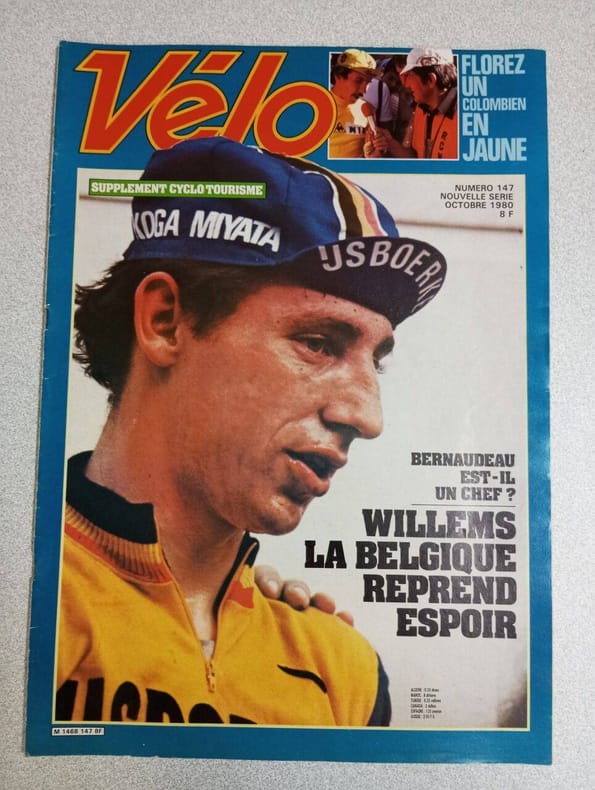 Vélo
FLOREZ
UN
COLOMBIEN
EN
JAUNE
SUPPLEMENT CYCLO TOURISME
NUMERO 147
NOUVELLE SERIE
OCTOBRE 1980
8 F
KOGA MIYATA
IJSBOERKE
BERNAUDEAU
EST-IL
UN CHEF ?
WILLEMS
LA BELGIQUE
REPREND
ESPOIR
M 1468 147 8F